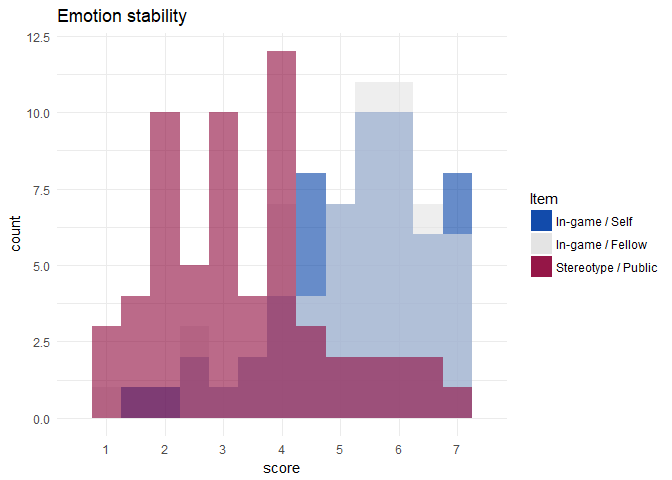 Emotion stability
12.5
10.0
7.5
5.0
2.5
0.0
count
1 2 3 4 5 6 7
score
Item
In-game / Self
In-game / Fellow
Stereotype / Public